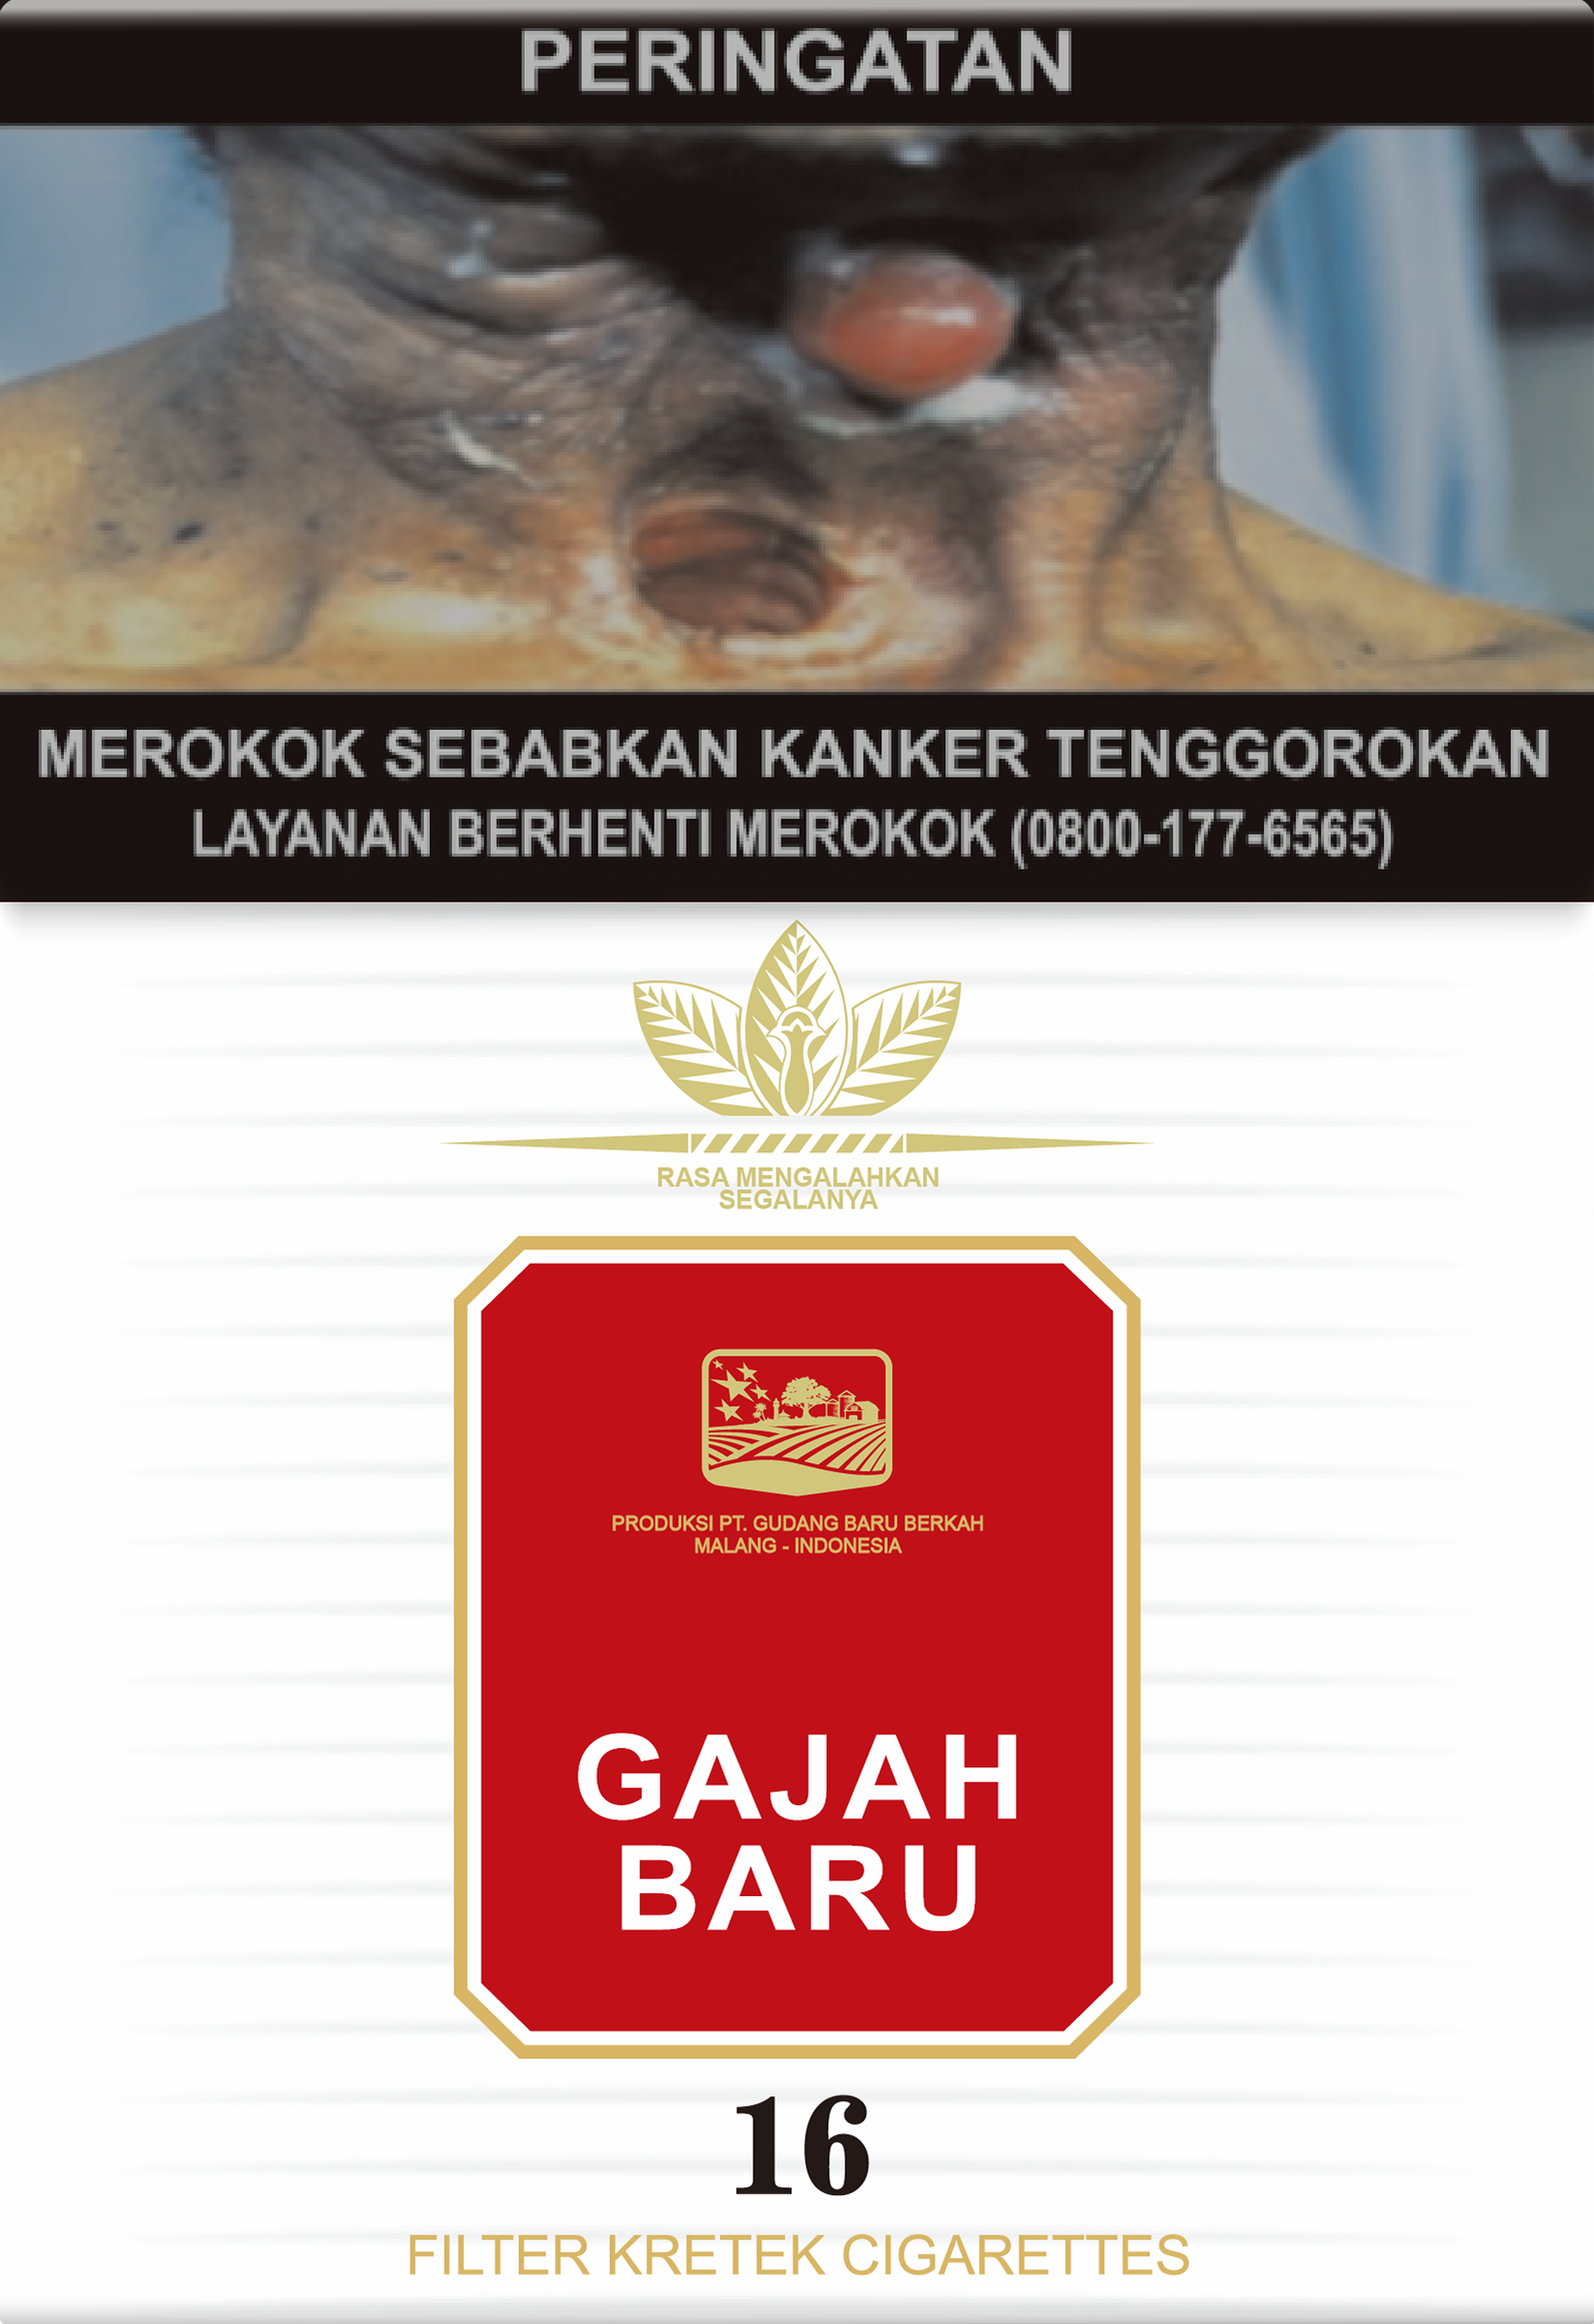 PERINGATAN
MEROKOK SEBABKAN KANKER TENGGOROKAN
LAYANAN BERHENTI MEROKOK (0800-177-6565)
RASA MENGALAHKAN
SEGALANYA
PRODUKSI PT. GUDANG BARU BERKAH
MALANG - INDONESIA
GAJAH
BARU
16
FILTER KRETEK CIGARETTES